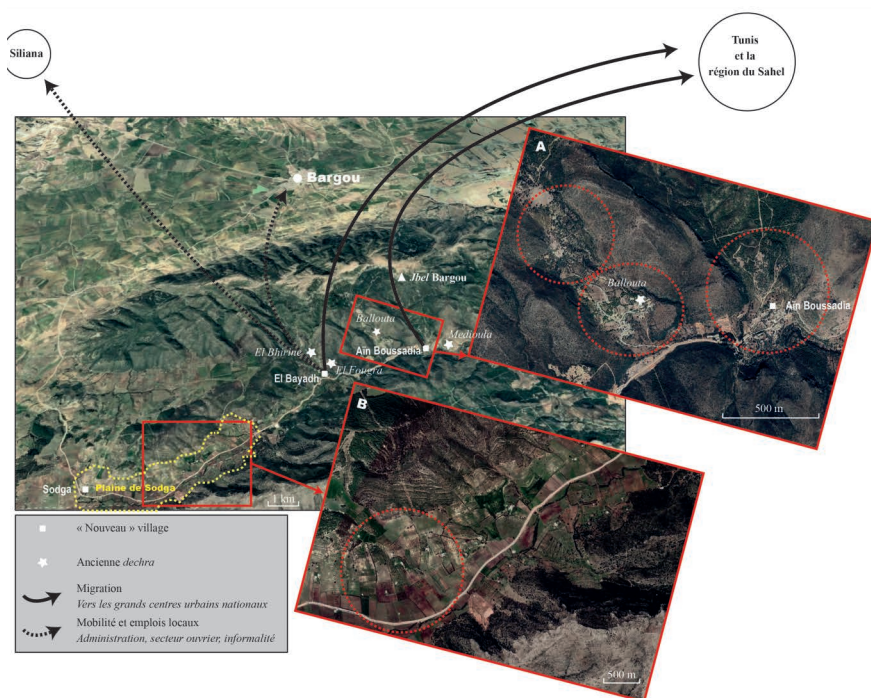 Siliana
Tunis
et la
région du Sahel
Bargou
Jbel Bargou
Ballouta
Medioula
Aïn Boussadia
El Bhirine
El Fougra
El Bayadh
Sodga
Plaine de Sodga
1 km
A
Ballouta
Aïn Boussadia
500 m
B
500 m
« Nouveau » village
Ancienne dechra
Migration
Vers les grands centres urbains nationaux
Mobilité et emplois locaux
Administration, secteur ouvrier, informalité